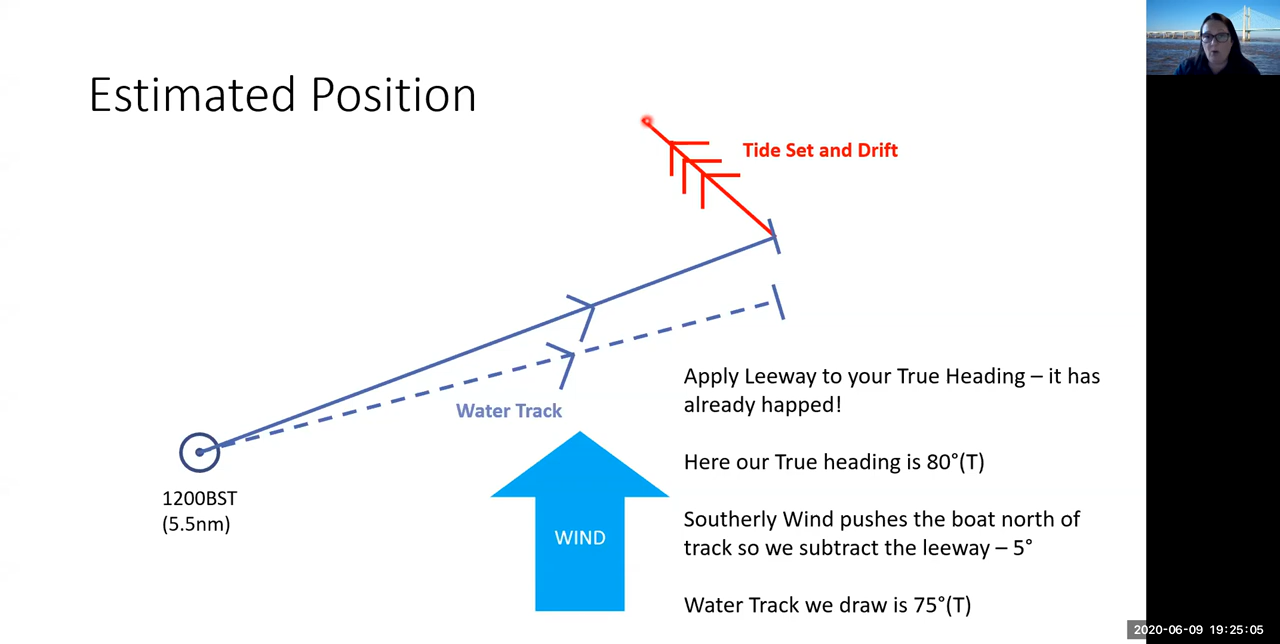 Estimated Position
Tide Set and Drift
Water Track
1200BST
(5.5nm)
WIND
Apply Leeway to your True Heading – it has
already happed!
Here our True heading is 80°(T)
Southerly Wind pushes the boat north of
track so we subtract the leeway – 5°
Water Track we draw is 75°(T)
2020-06-09 19:25:05